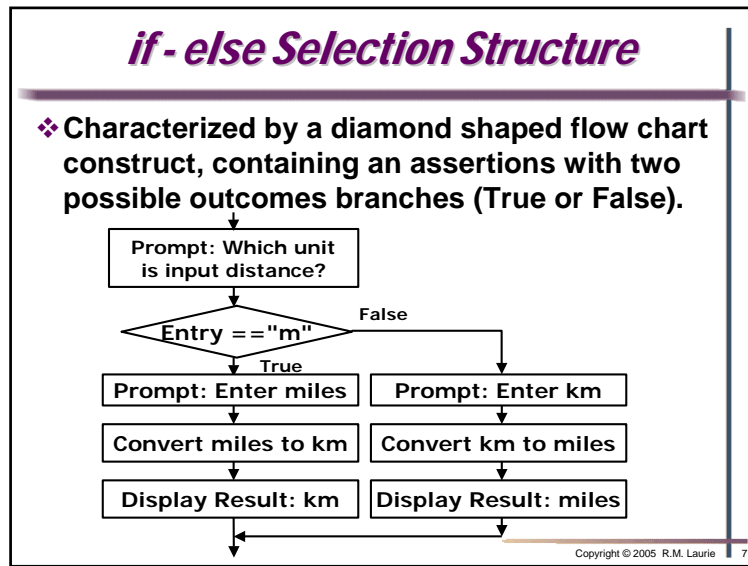 if - else Selection Structure
❖Characterized by a diamond shaped flow chart
construct, containing an assertions with two
possible outcomes branches (True or False).
Prompt: Which unit
is input distance?
Entry =="m"
False
True
Prompt: Enter miles
Prompt: Enter km
Convert miles to km
Convert km to miles
Display Result: km
Display Result: miles
Copyright © 2005 R.M. Laurie 7